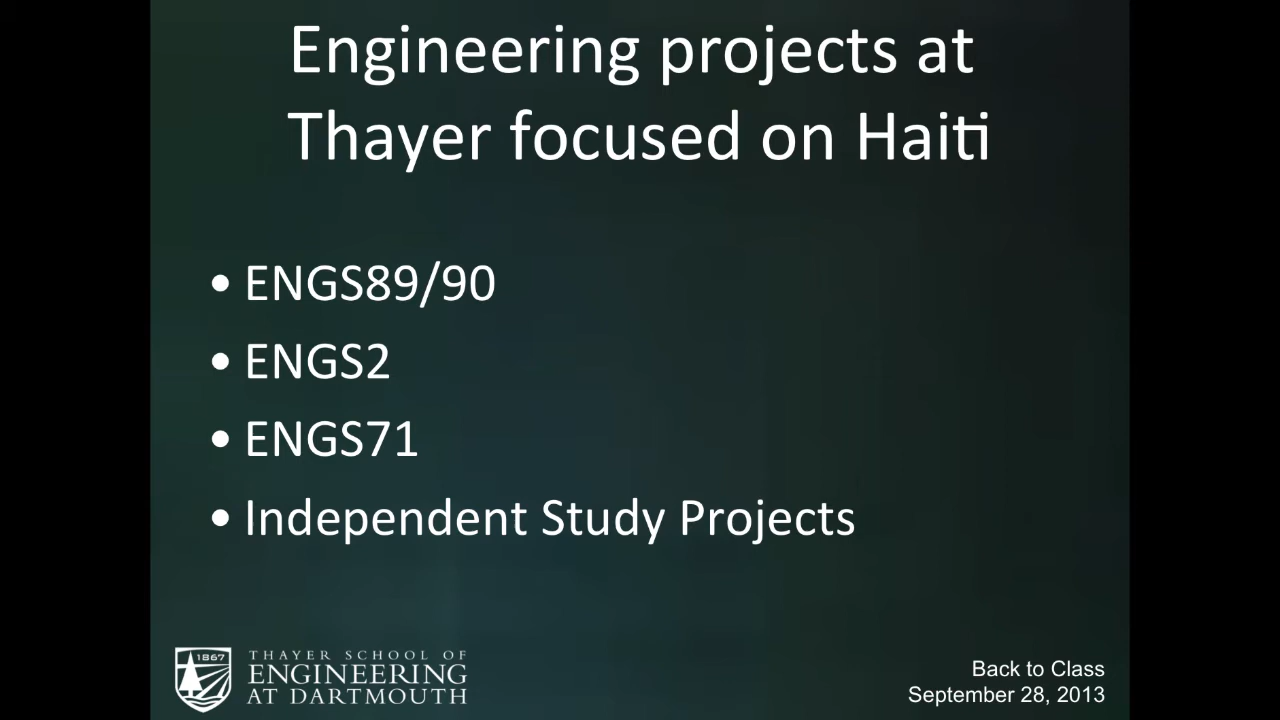 Engineering projects at
Thayer focused on Haiti
• ENGS89/90
• ENGS2
• ENGS71
• Independent Study Projects
1867
THAYER SCHOOL OF
ENGINEERING
AT DARTMOUTH
Back to Class
September 28, 2013